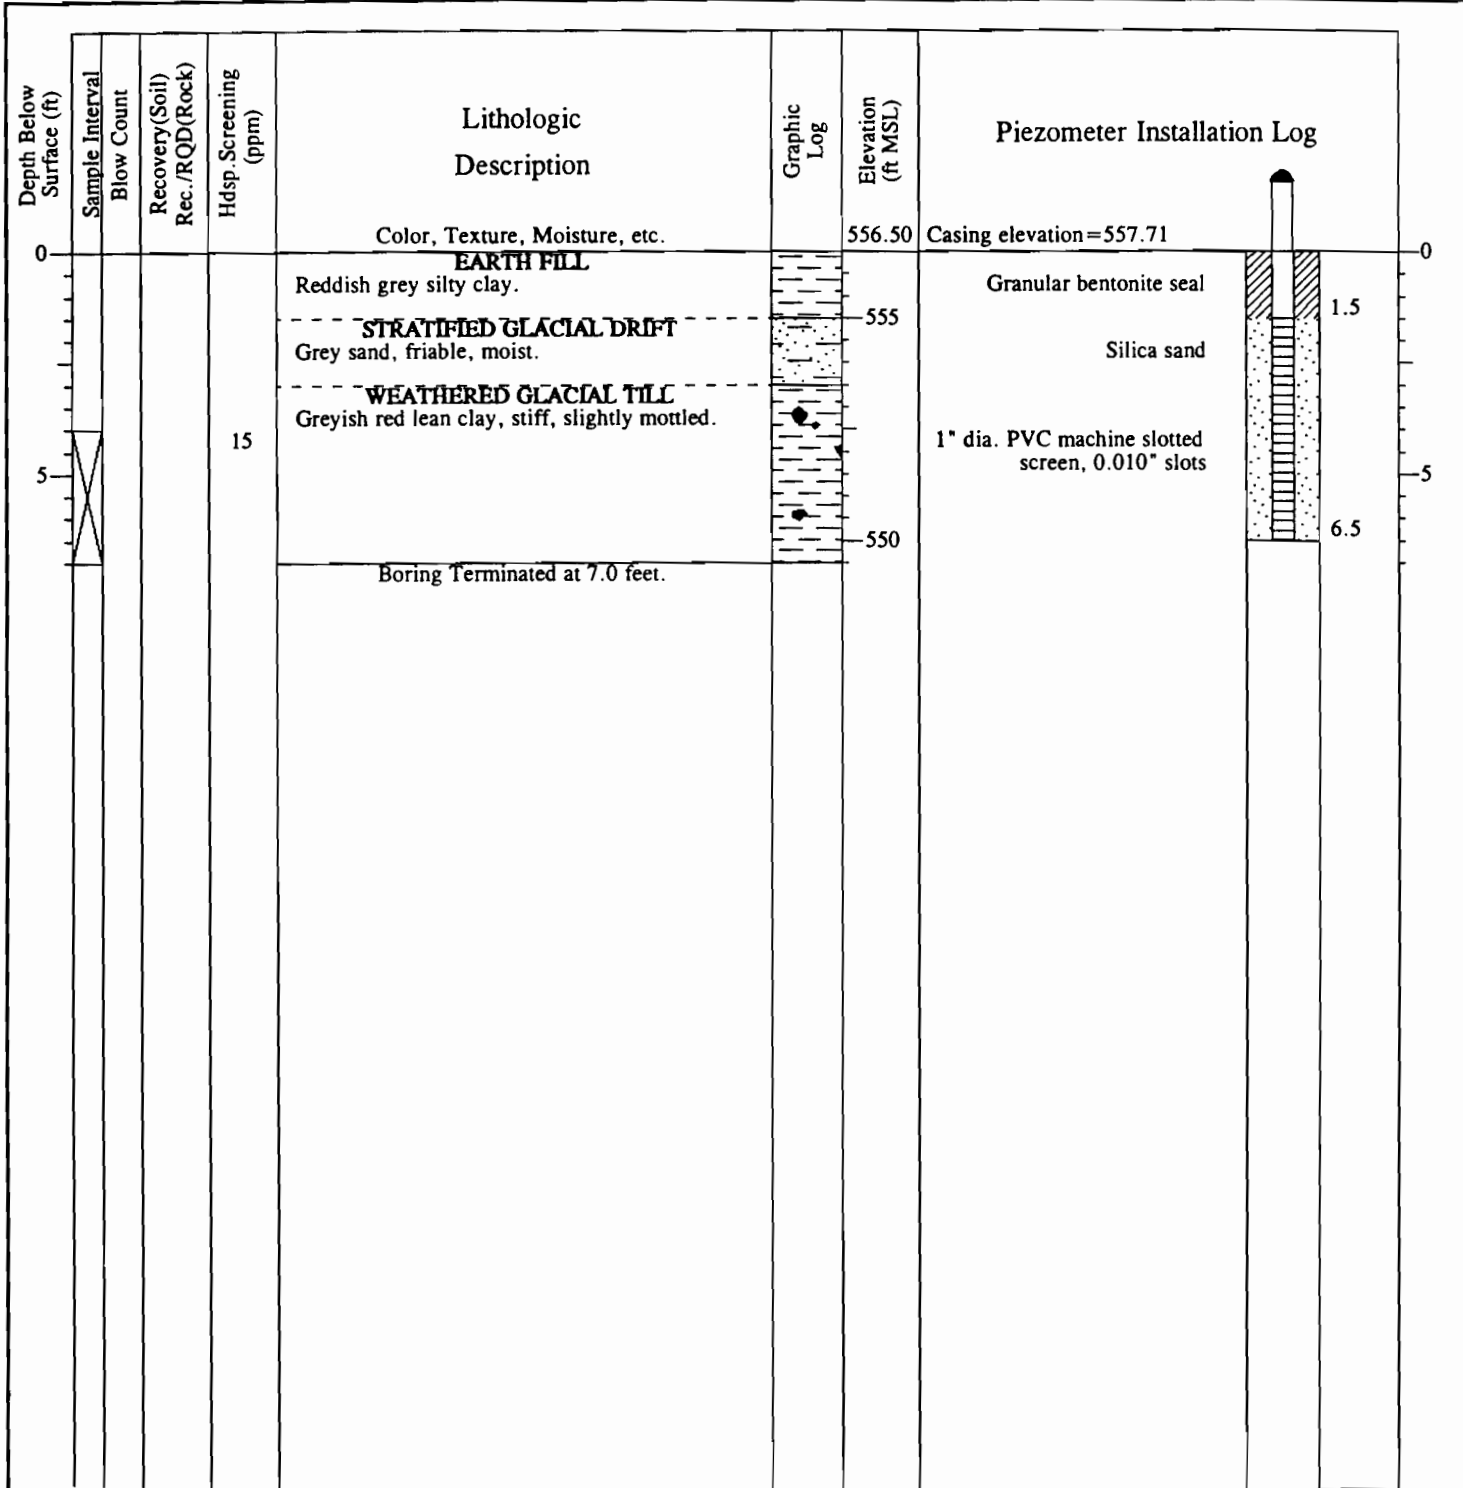 Depth Below
Surface (ft)
Sample Interval
Blow Count
Recovery(Soil)
Rec./RQD(Rock)
Hdsp.Screening
(ppm)
Lithologic
Description
Color, Texture, Moisture, etc.
Graphic
Log
Elevation
(ft MSL)
Piezometer Installation Log
556.50
Casing elevation=557.71
0
0
EARTH FILL
Reddish grey silty clay.
Granular bentonite seal
1.5
555
STRATIFIED GLACIAL DRIFT
Grey sand, friable, moist.
Silica sand
WEATHERED GLACIAL TILL
Greyish red lean clay, stiff, slightly mottled.
15
1" dia. PVC machine slotted
screen, 0.010" slots
5
5
6.5
550
Boring Terminated at 7.0 feet.